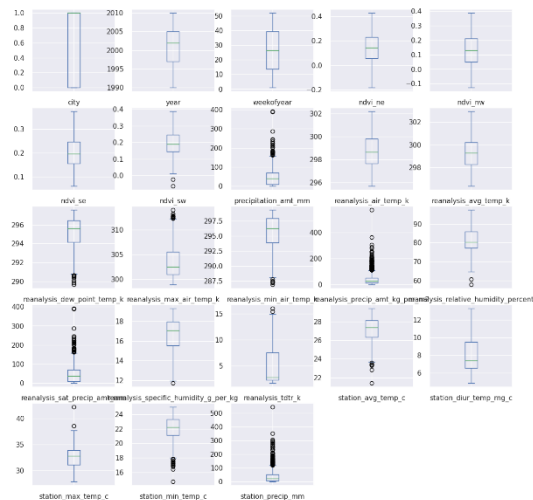 1.0 2010 50 0.4 0.4
0.8 2005 40 0.3
0.6 2000 30 0.2 0.2
0.4 20 0.1
0.2 1995 10 0.0 0.0
0.0 1990 0 −0.2 −0.1
city year weekofyear ndvi_ne ndvi_nw
0.4 400 302
0.3 0.3 300 300 302
0.2 0.2 200 298 300
0.1 0.1 100 296 298
0.0 0
ndvi_se ndvi_sw precipitation_amt_mm reanalysis_air_temp_k reanalysis_avg_temp_k
296 310 297.5 400 90
294 305 295.0 200 80
292 300 292.5 0 70
290 290.0 60
287.5
reanalysis_dew_point_temp_k reanalysis_max_air_temp_k reanalysis_min_air_temp_k reanalysis_precip_amt_kg_per_m2 reanalysis_relative_humidity_percent
400 18 15 28 12.5
300 16 10 26 10.0
200 14 5 24 7.5
100 12 22 5.0
0
reanalysis_sat_precip_amt_mm reanalysis_specific_humidity_g_per_kg reanalysis_tdtr_k station_avg_temp_c station_diur_temp_rng_c
40 24 500
35 22 400
30 20 300
18 200
16 100
0
station_max_temp_c station_min_temp_c station_precip_mm